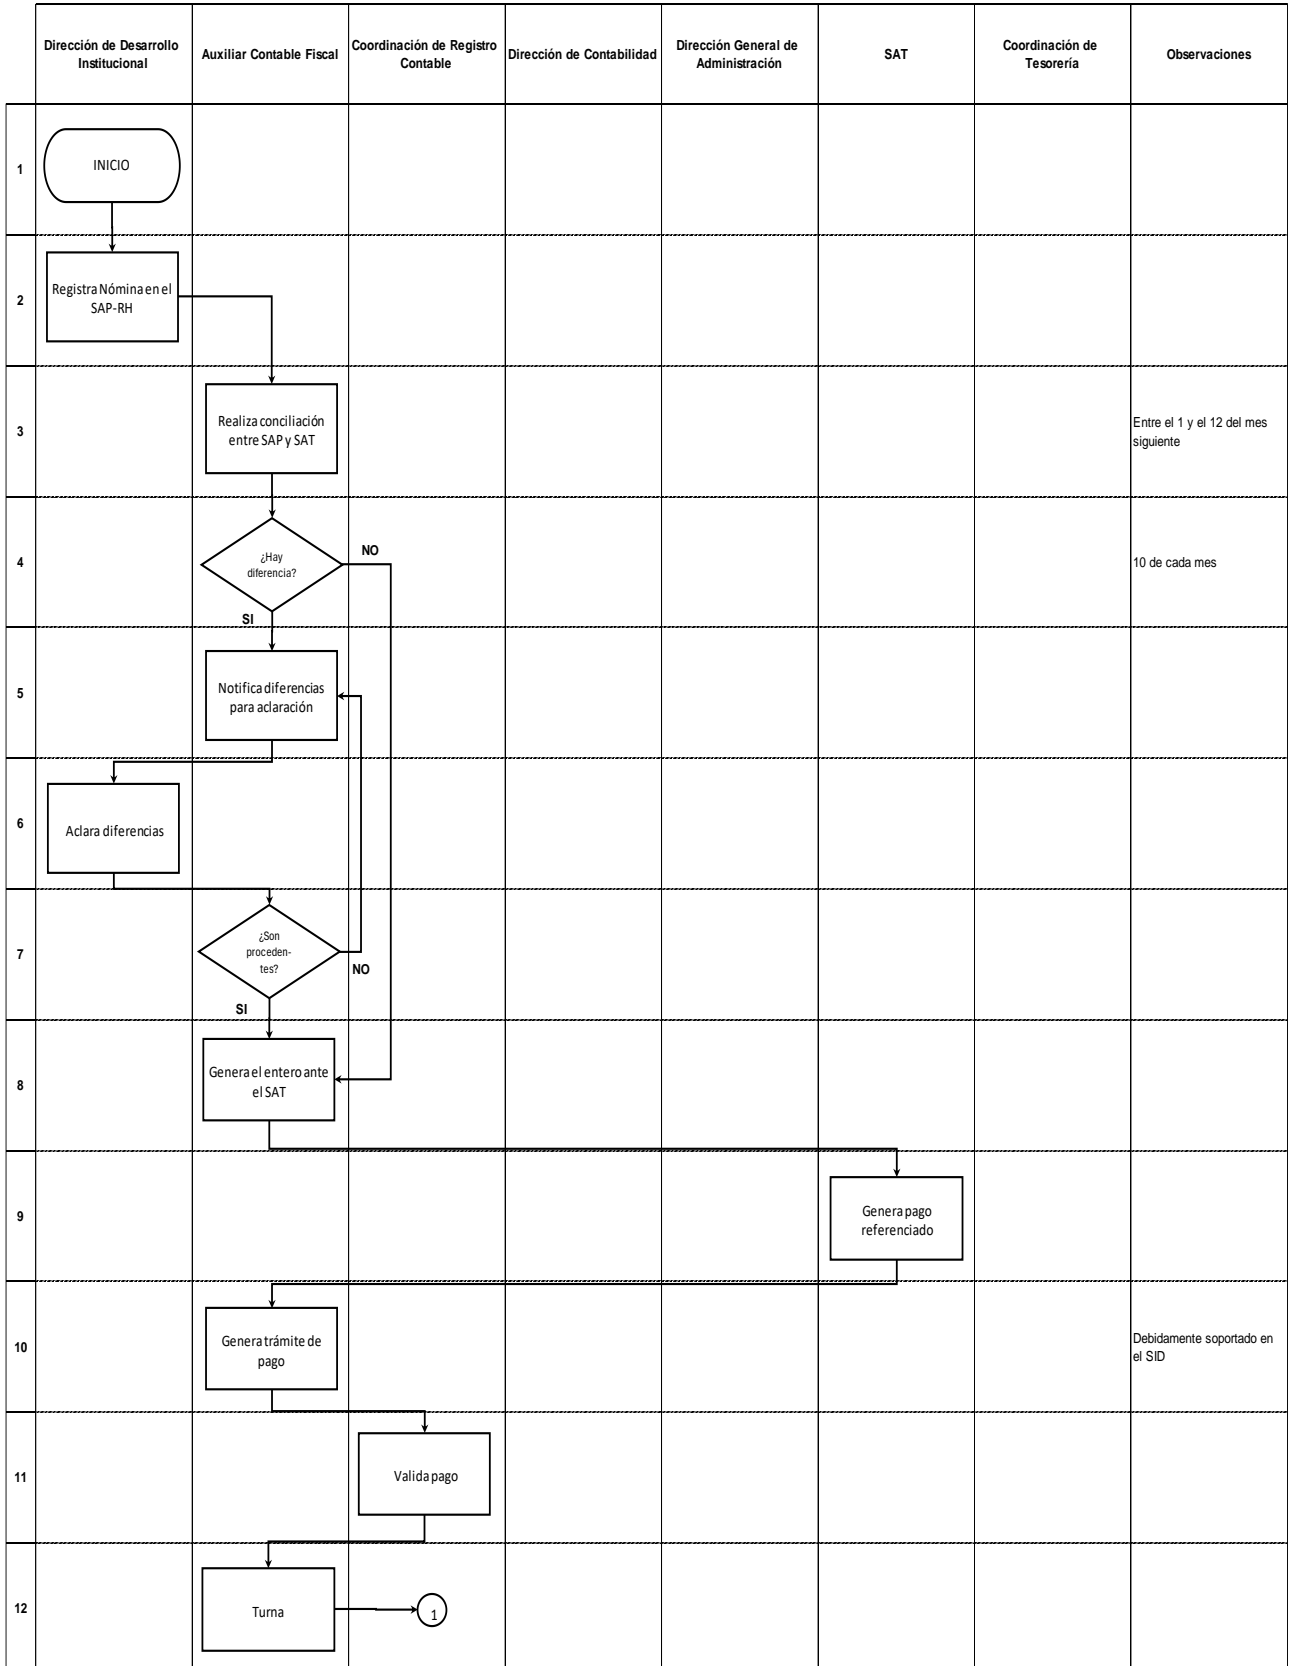 Dirección de Desarrollo
Institucional
Auxiliar Contable Fiscal
Coordinación de Registro
Contable
Dirección de Contabilidad
Dirección General de
Administración
SAT
Coordinación de
Tesorería
Observaciones
1
INICIO
2
Registra Nómina en el
SAP-RH
3
Realiza conciliación
entre SAP y SAT
Entre el 1 y el 12 del mes
siguiente
4
¿Hay
diferencia?
NO
SI
10 de cada mes
5
Notifica diferencias
para aclaración
6
Aclara diferencias
7
¿Son
proceden-
tes?
NO
SI
8
Genera el entero ante
el SAT
9
Genera pago
referenciado
10
Genera trámite de
pago
Debidamente soportado en
el SID
11
Valida pago
12
Turna
1